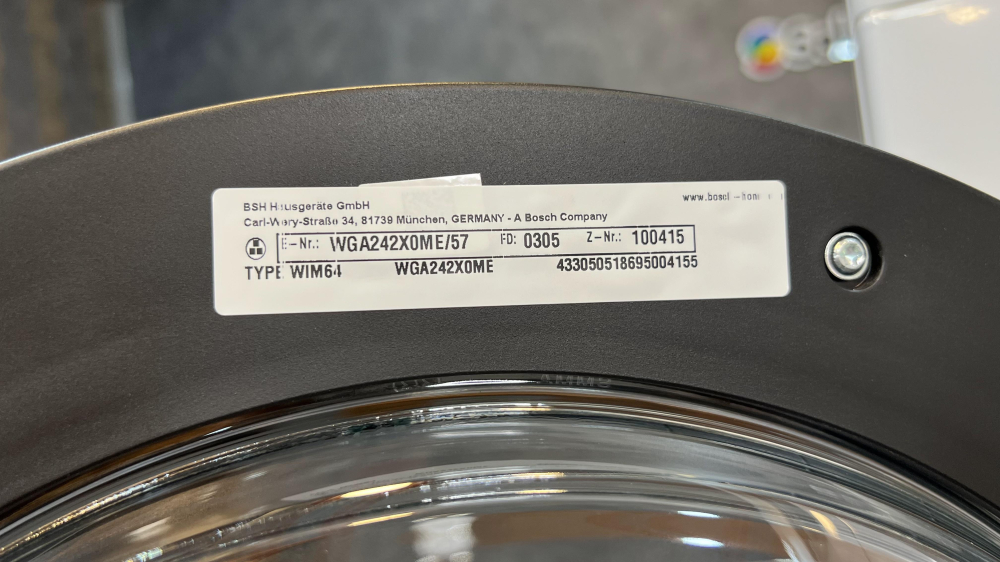 BSH Hausgeräte GmbH
Carl-Wery-Straße 34, 81739 München, GERMANY - A Bosch Company
E-Nr.: WGA242X0ME/57 FD: 0305 Z-Nr.: 100415
TYPE WIM64 WGA242X0ME 433050518695004155